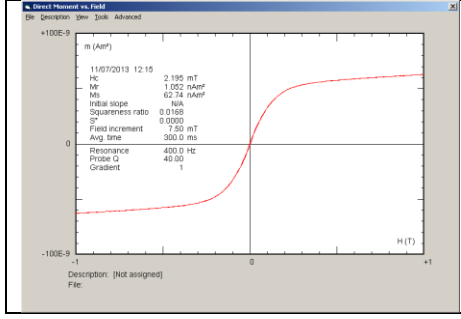 Direct Moment vs. Field
File Description View Tools Advanced
+100E-9
m (Am²)
11/07/2013 12:15
Hc 2.195 mT
Mr 1.052 nAm²
Ms 62.74 nAm²
Initial slope N/A
Squareness ratio 0.0168
S* 0.0000
Field increment 7.50 mT
Avg. time 300.0 ms
Resonance 400.0 Hz
Probe Q 40.00
Gradient 1
0
H (T)
-100E-9
-1 0 +1
Description: [Not assigned]
File: